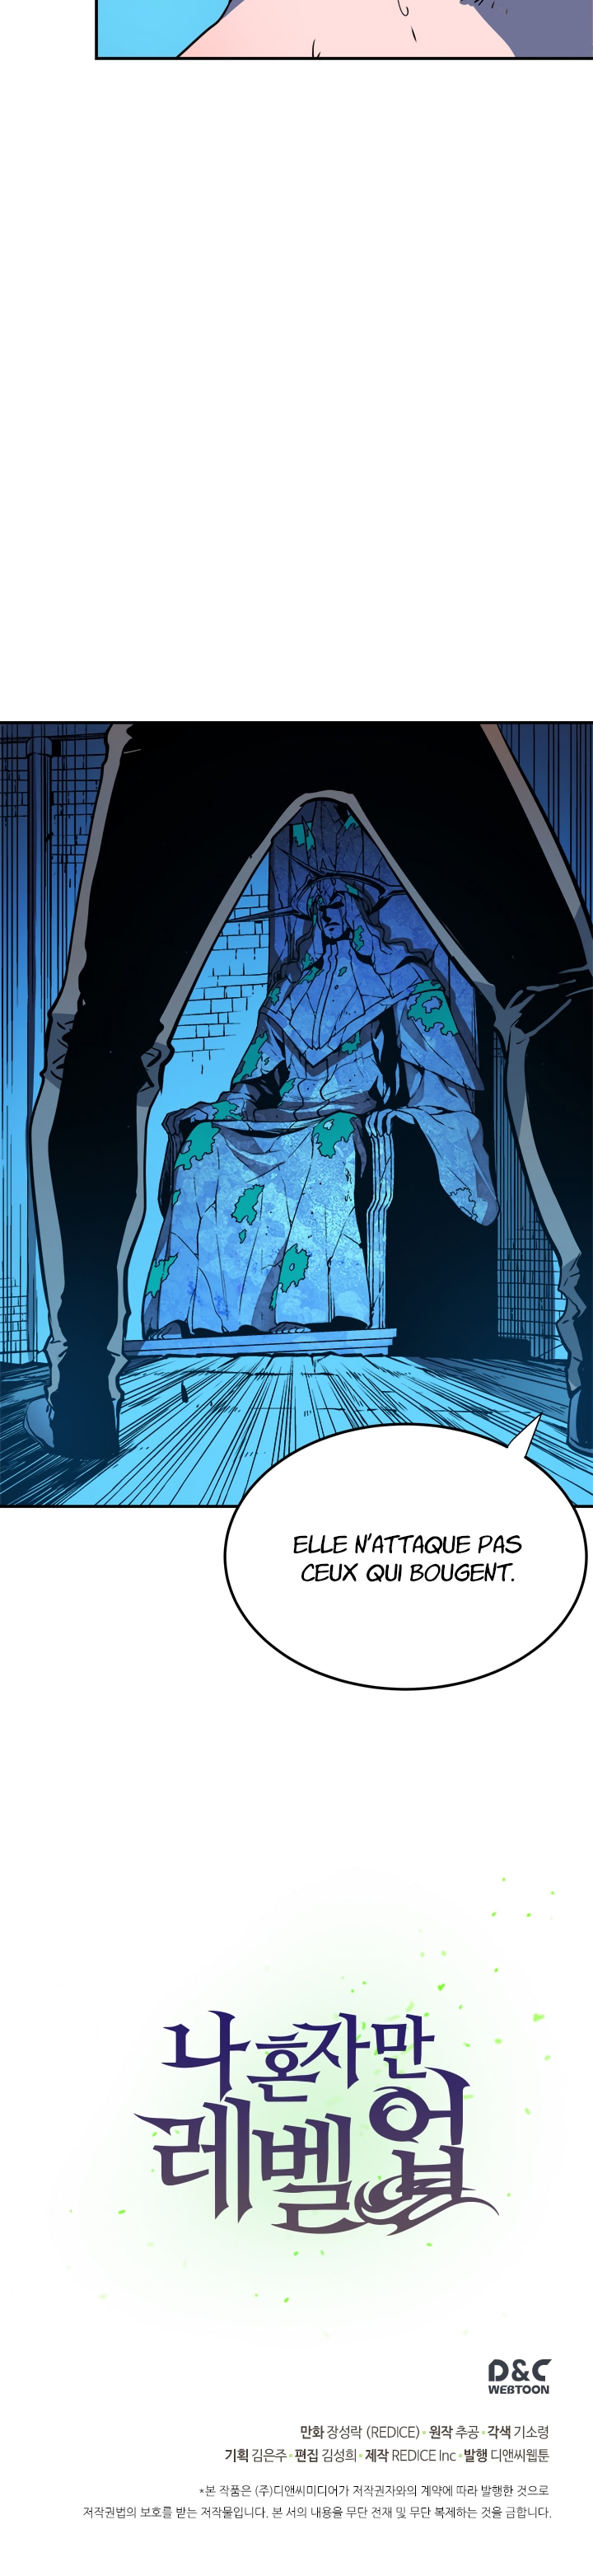 ELLE N'ATTAQUE PAS
CEUX QUI BOUGENT.
나 혼자만
레벨업
D&C
WEBTOON
만화 장성락 (REDICE) • 원작 추공 • 각색 기소령
기획 김은주 • 편집 김성희 • 제작 REDICE Inc • 발행 디앤씨웹툰
*본 작품은 (주)디앤씨미디어가 저작권자와의 계약에 따라 발행한 것으로
저작권법의 보호를 받는 저작물입니다. 본 서의 내용을 무단 전재 및 무단 복제하는 것을 금합니다.